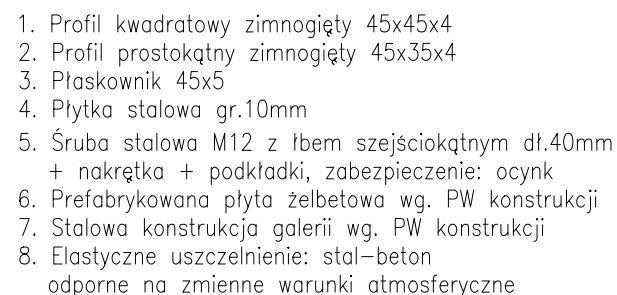 1. Profil kwadratowy zimnogięty 45x45x4
2. Profil prostokątny zimnogięty 45x35x4
3. Płaskownik 45x5
4. Płytka stalowa gr.10mm
5. Śruba stalowa M12 z łbem szejściokątnym dł.40mm
+ nakrętka + podkładki, zabezpieczenie: ocynk
6. Prefabrykowana płyta żelbetowa wg. PW konstrukcji
7. Stalowa konstrukcja galerii wg. PW konstrukcji
8. Elastyczne uszczelnienie: stal-beton
odporne na zmienne warunki atmosferyczne